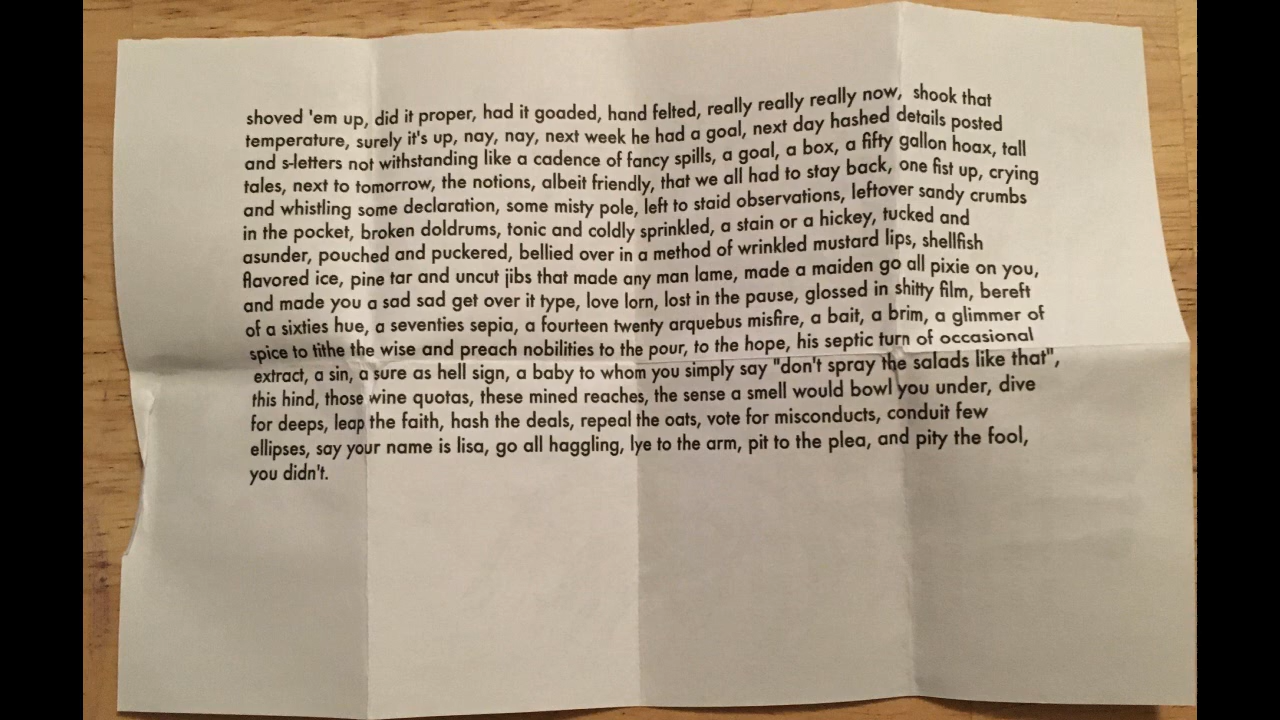 shoved 'em up, did it proper, had it goaded, hand felted, really really really now, shook that
temperature, surely it's up, nay, nay, next week he had a goal, next day hashed details posted
and s-letters not withstanding like a cadence of fancy spills, a goal, a box, a fifty gallon hoax, tall
tales, next to tomorrow, the notions, albeit friendly, that we all had to stay back, one fist up, crying
and whistling some declaration, some misty pole, left to staid observations, leftover sandy crumbs
in the pocket, broken doldrums, tonic and coldly sprinkled, a stain or a hickey, tucked and
asunder, pouched and puckered, bellied over in a method of wrinkled mustard lips, shellfish
flavored ice, pine tar and uncut jibs that made any man lame, made a maiden go all pixie on you,
and made you a sad sad get over it type, love lorn, lost in the pause, glossed in shitty film, bereft
of a sixties hue, a seventies sepia, a fourteen twenty arquebus misfire, a bait, a brim, a glimmer of
spice to tithe the wise and preach nobilities to the pour, to the hope, his septic turn of occasional
extract, a sin, a sure as hell sign, a baby to whom you simply say "don't spray the salads like that",
this hind, those wine quotas, these mined reaches, the sense a smell would bowl you under, dive
for deeps, leap the faith, hash the deals, repeal the oats, vote for misconducts, conduit few
ellipses, say your name is lisa, go all haggling, lye to the arm, pit to the plea, and pity the fool,
you didn't.